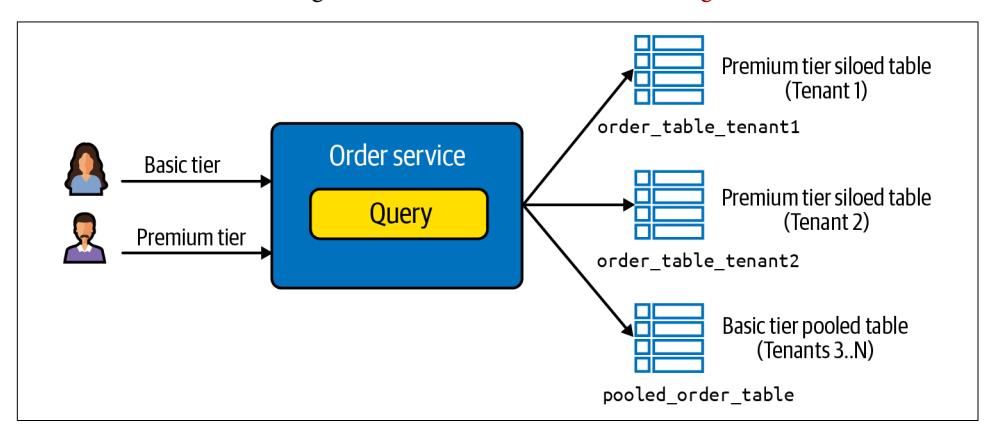 Basic tier
Premium tier
Order service
Query
Premium tier siloed table
(Tenant 1)
order_table_tenant1
Premium tier siloed table
(Tenant 2)
order_table_tenant2
Basic tier pooled table
(Tenants 3..N)
pooled_order_table